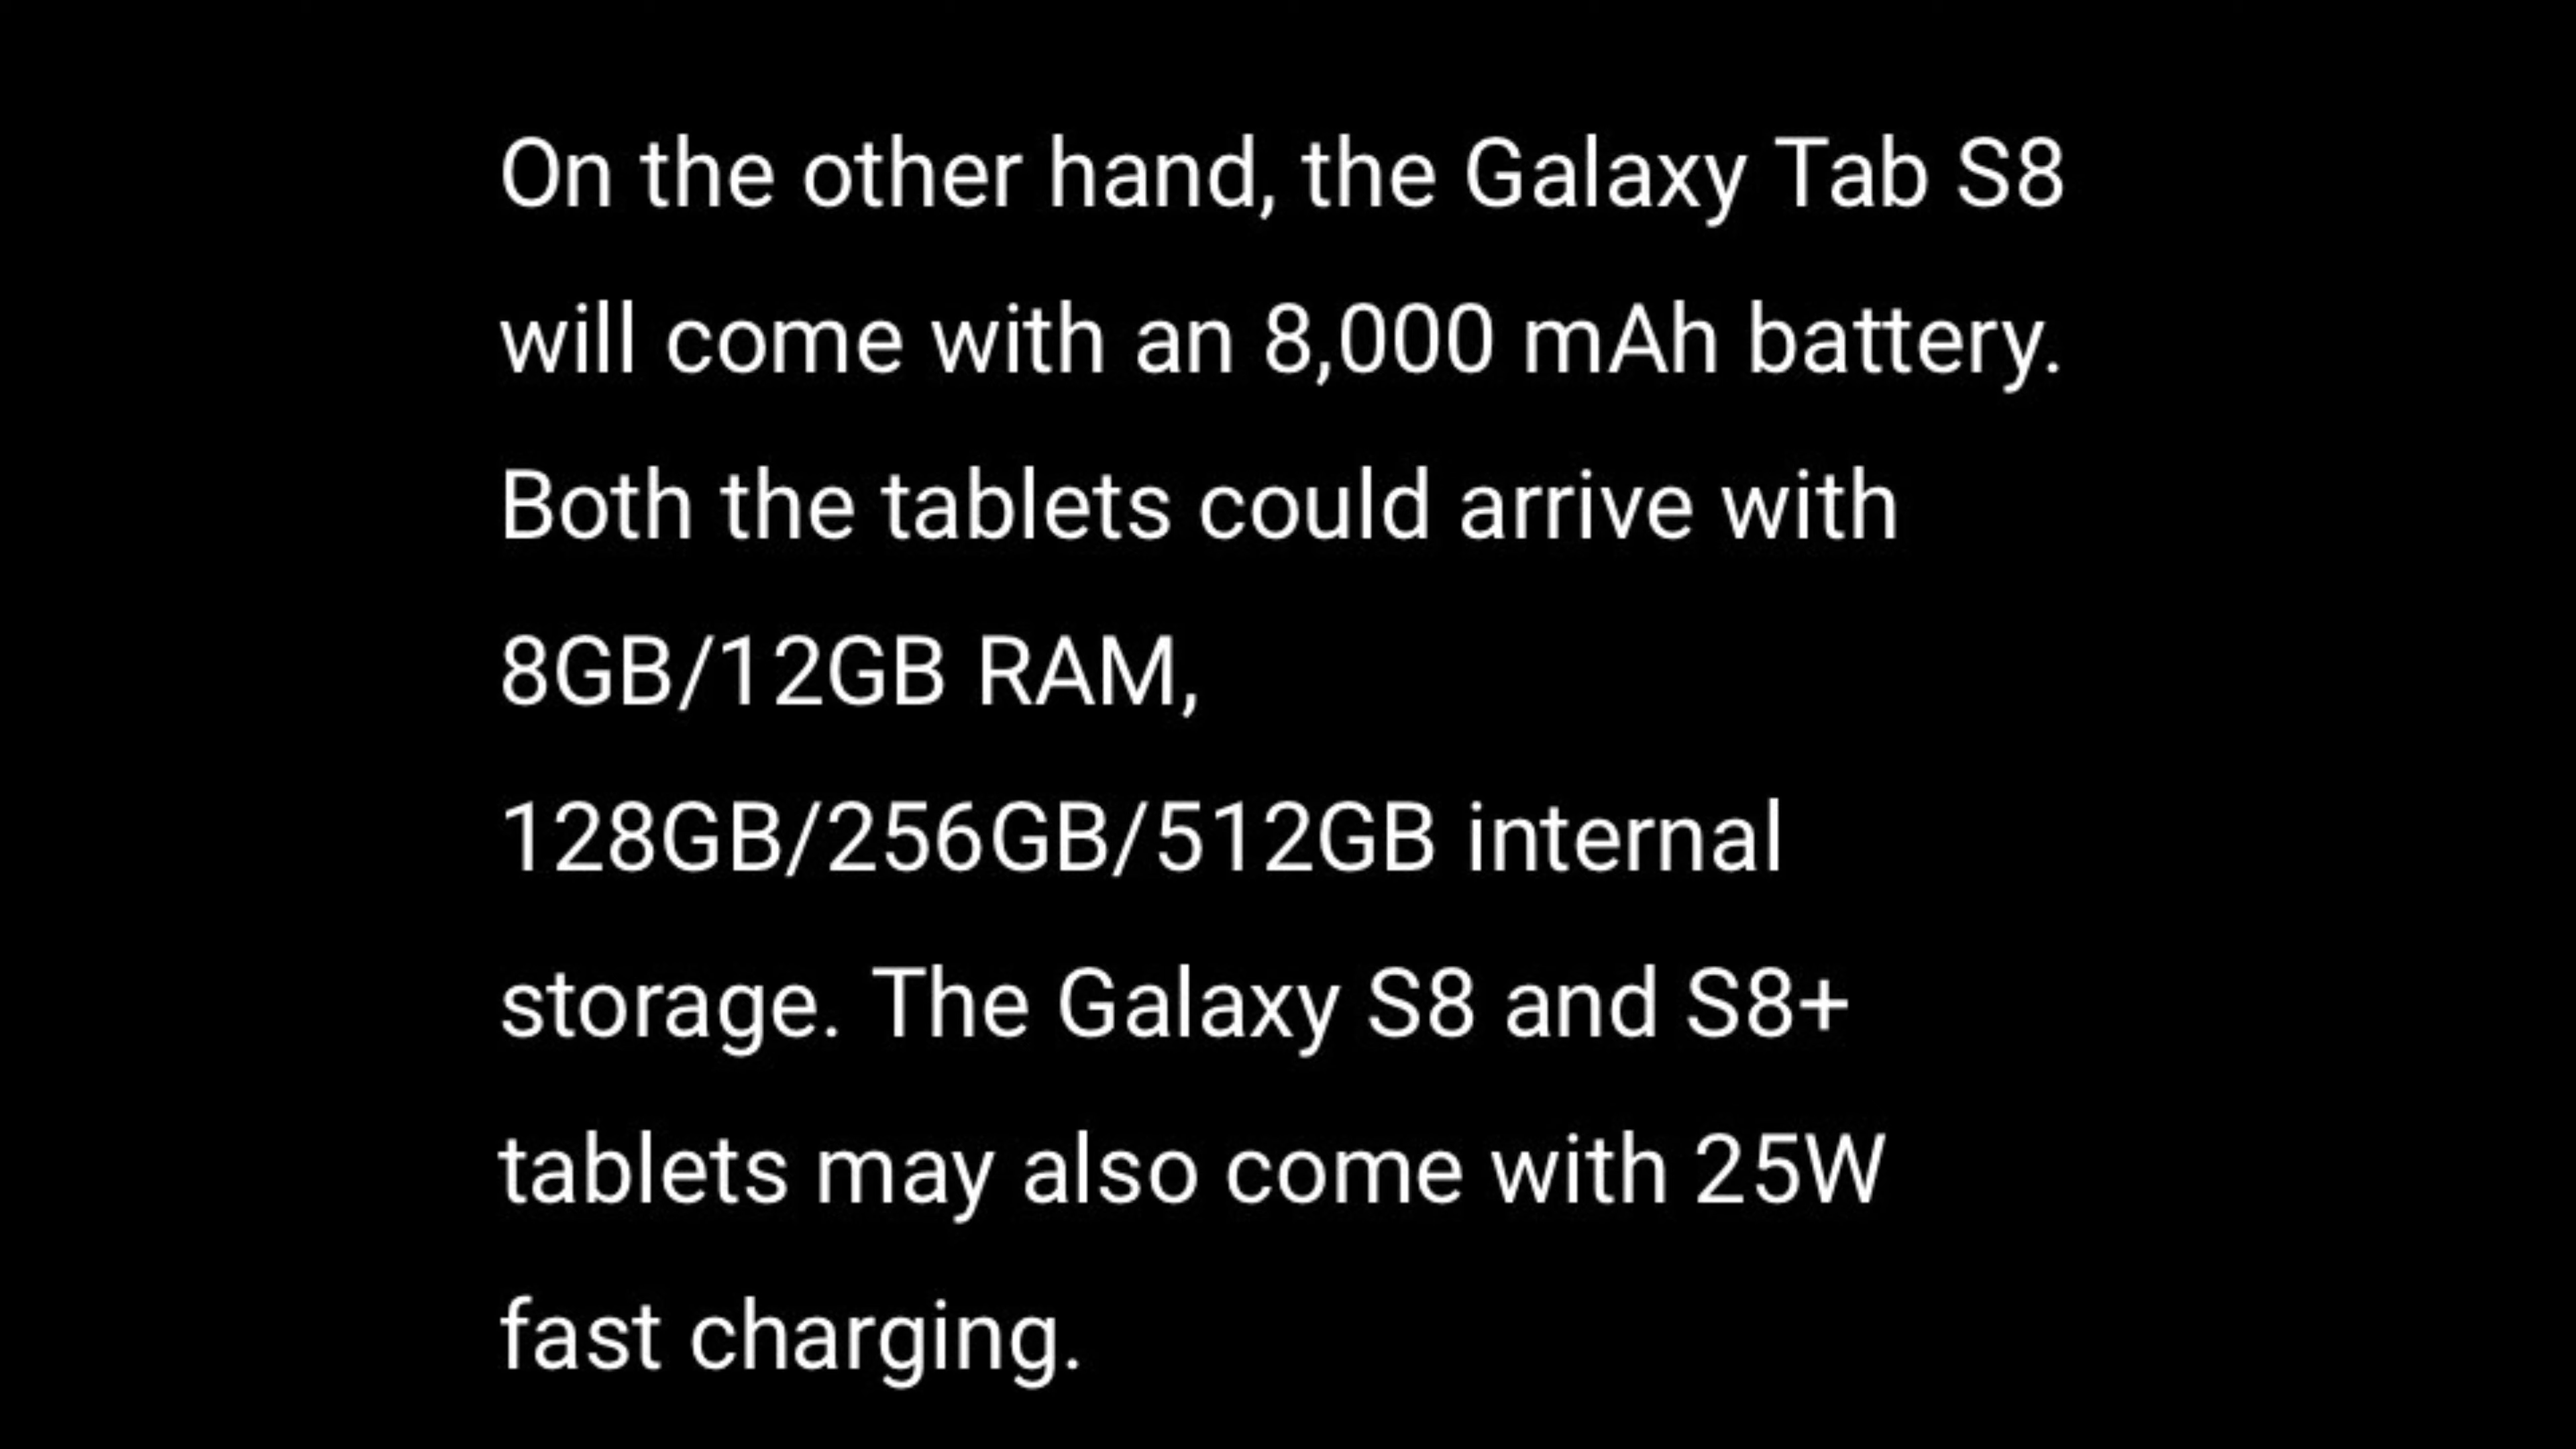 On the other hand, the Galaxy Tab S8
will come with an 8,000 mAh battery.
Both the tablets could arrive with
8GB/12GB RAM,
128GB/256GB/512GB internal
storage. The Galaxy S8 and S8+
tablets may also come with 25W
fast charging.